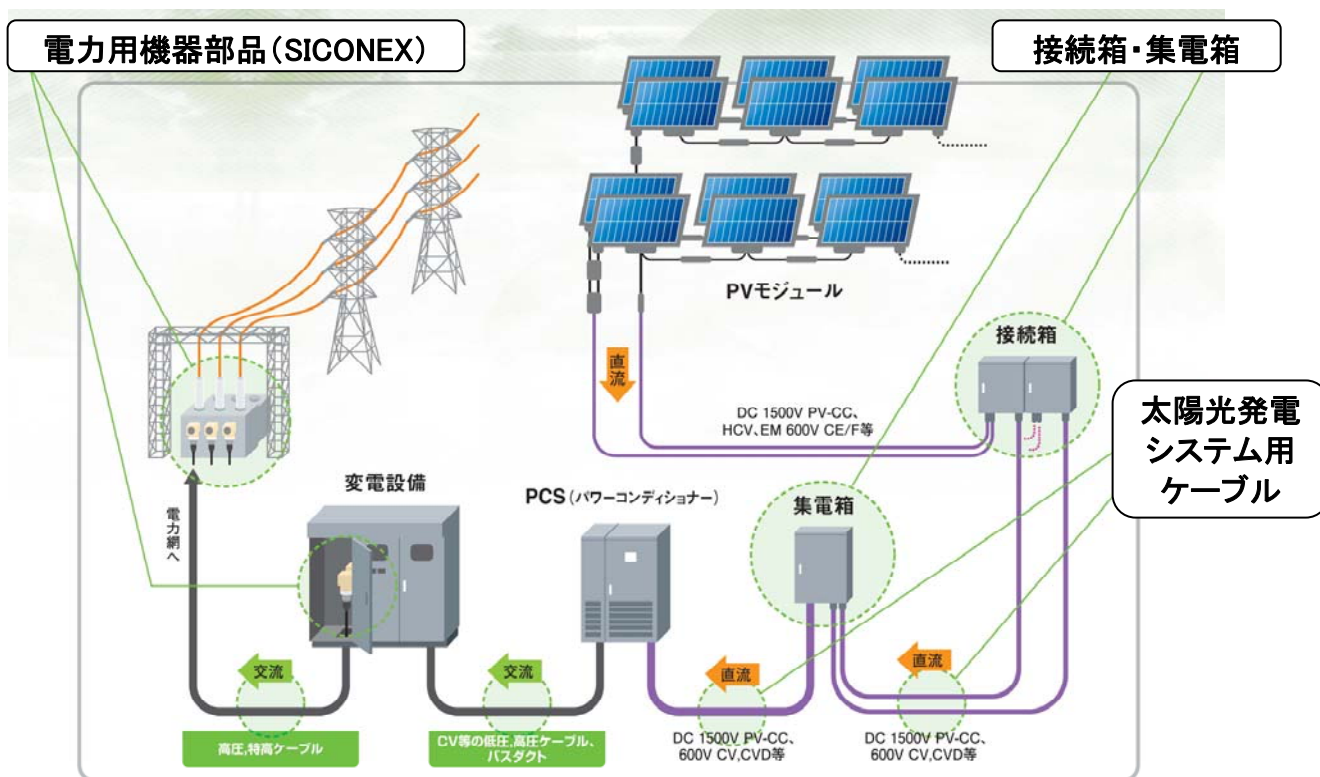 電力用機器部品（SICONEX）
接続箱・集電箱
PVモジュール
接続箱
直流
DC 1500V PV-CC、
HCV、EM 600V CE/F等
太陽光発電
システム用
ケーブル
変電設備
PCS（パワーコンディショナー）
集電箱
電力網へ
交流
交流
直流
直流
高圧,特高ケーブル
CV等の低圧,高圧ケーブル、
バスダクト
DC 1500V PV-CC、
600V CV,CVD等
DC 1500V PV-CC、
600V CV,CVD等